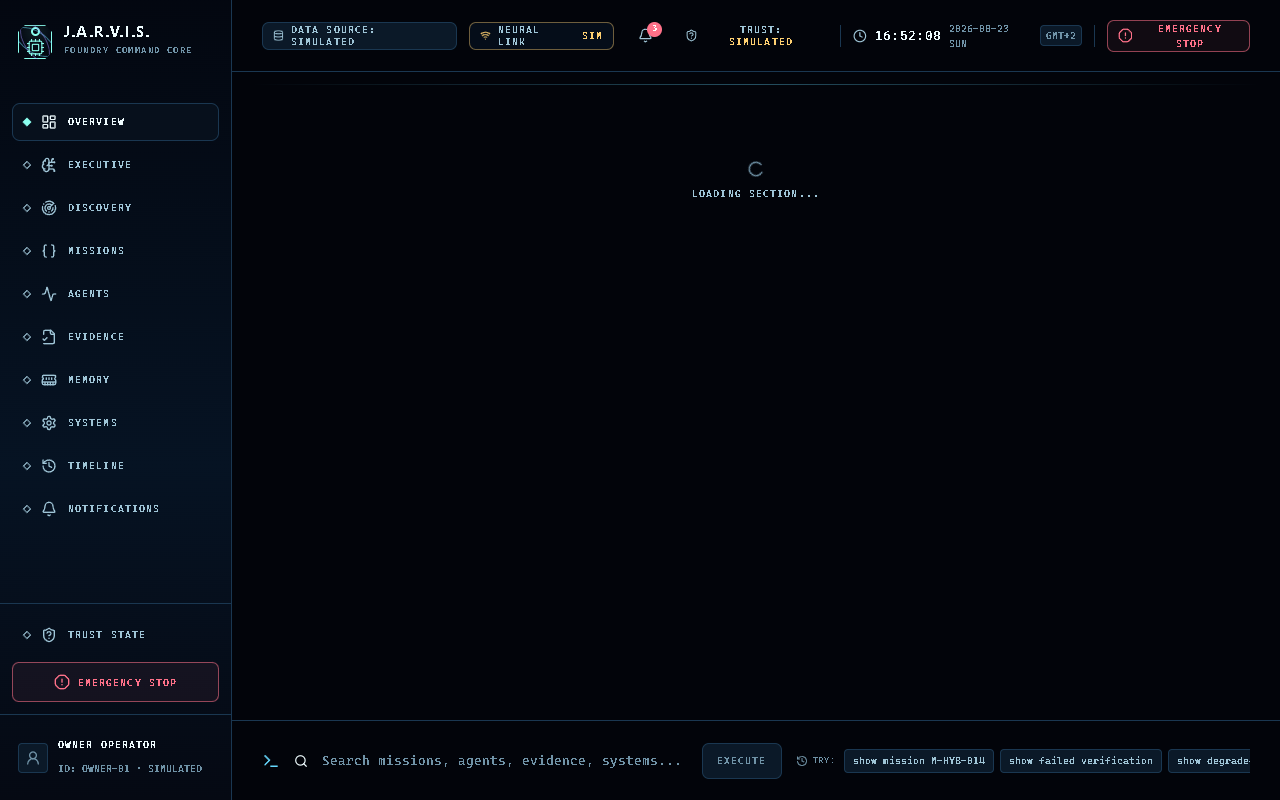 J.A.R.V.I.S.
FOUNDRY COMMAND CORE
OVERVIEW
EXECUTIVE
DISCOVERY
MISSIONS
AGENTS
EVIDENCE
MEMORY
SYSTEMS
TIMELINE
NOTIFICATIONS
TRUST STATE
EMERGENCY STOP
OWNER OPERATOR
ID: OWNER-01 • SIMULATED
DATA SOURCE:
SIMULATED
NEURAL
LINK
SIM
3
TRUST:
SIMULATED
16:52:08
2026-08-23
SUN
GMT+2
EMERGENCY
STOP
LOADING SECTION...
Search missions, agents, evidence, systems...
EXECUTE
TRY:
show mission M-HYB-014
show failed verification
show degrade